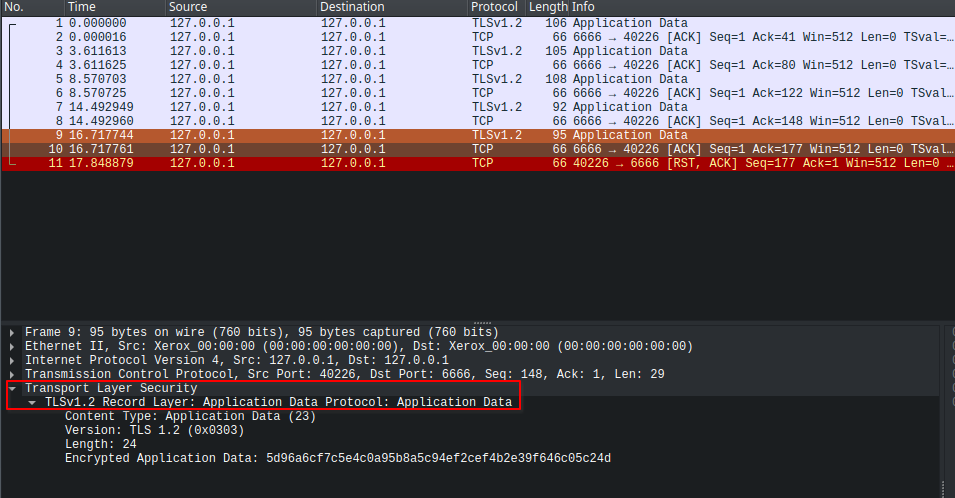 No. Time Source Destination Protocol Length Info
1 0.000000 127.0.0.1 127.0.0.1 TLSv1.2 106 Application Data
2 0.000016 127.0.0.1 127.0.0.1 TCP 66 6666 → 40226 [ACK] Seq=1 Ack=41 Win=512 Len=0 TSval=…
3 3.611613 127.0.0.1 127.0.0.1 TLSv1.2 105 Application Data
4 3.611625 127.0.0.1 127.0.0.1 TCP 66 6666 → 40226 [ACK] Seq=1 Ack=80 Win=512 Len=0 TSval=…
5 8.570703 127.0.0.1 127.0.0.1 TLSv1.2 108 Application Data
6 8.570725 127.0.0.1 127.0.0.1 TCP 66 6666 → 40226 [ACK] Seq=1 Ack=122 Win=512 Len=0 TSval…
7 14.492949 127.0.0.1 127.0.0.1 TLSv1.2 92 Application Data
8 14.492960 127.0.0.1 127.0.0.1 TCP 66 6666 → 40226 [ACK] Seq=1 Ack=148 Win=512 Len=0 TSval…
9 16.717744 127.0.0.1 127.0.0.1 TLSv1.2 95 Application Data
10 16.717761 127.0.0.1 127.0.0.1 TCP 66 6666 → 40226 [ACK] Seq=1 Ack=177 Win=512 Len=0 TSval…
11 17.848879 127.0.0.1 127.0.0.1 TCP 66 40226 → 6666 [RST, ACK] Seq=177 Ack=1 Win=512 Len=0 …
Frame 9: 95 bytes on wire (760 bits), 95 bytes captured (760 bits)
Ethernet II, Src: Xerox_00:00:00 (00:00:00:00:00:00), Dst: Xerox_00:00:00 (00:00:00:00:00:00)
Internet Protocol Version 4, Src: 127.0.0.1, Dst: 127.0.0.1
Transmission Control Protocol, Src Port: 40226, Dst Port: 6666, Seq: 148, Ack: 1, Len: 29
Transport Layer Security
TLSv1.2 Record Layer: Application Data Protocol: Application Data
Content Type: Application Data (23)
Version: TLS 1.2 (0x0303)
Length: 24
Encrypted Application Data: 5d96a6cf7c5e4c0a95b8a5c94ef2cef4b2e39f646c05c24d